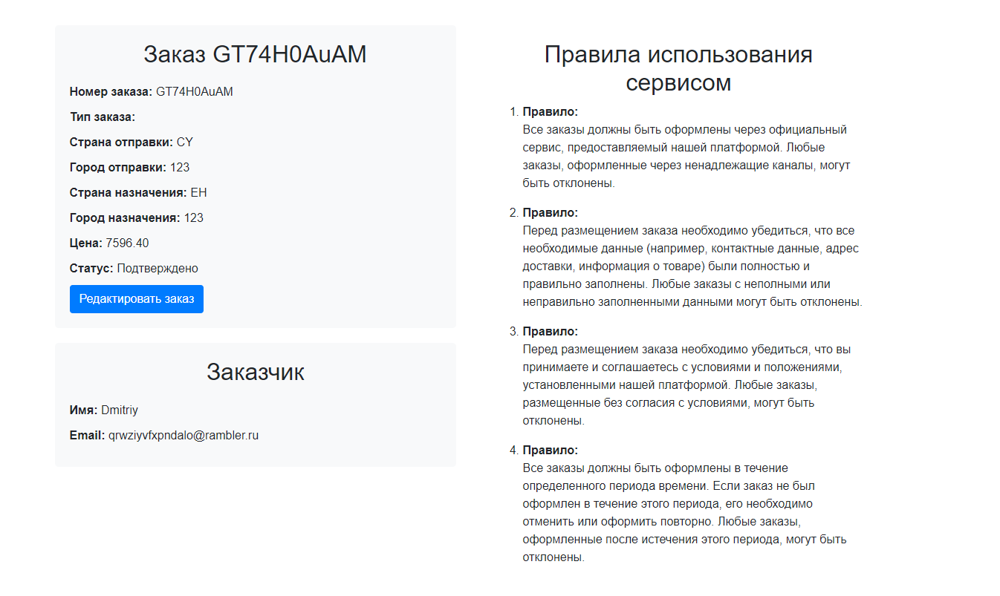 Заказ GT74H0AuAM
Номер заказа: GT74H0AuAM
Тип заказа:
Страна отправки: CY
Город отправки: 123
Страна назначения: EH
Город назначения: 123
Цена: 7596.40
Статус: Подтверждено
Редактировать заказ
Заказчик
Имя: Dmitriy
Email: qrwziyvfxpndalo@rambler.ru
Правила использования
сервисом
1. Правило:
Все заказы должны быть оформлены через официальный
сервис, предоставляемый нашей платформой. Любые
заказы, оформленные через ненадлежащие каналы, могут
быть отклонены.
2. Правило:
Перед размещением заказа необходимо убедиться, что все
необходимые данные (например, контактные данные, адрес
доставки, информация о товаре) были полностью и
правильно заполнены. Любые заказы с неполными или
неправильно заполненными данными могут быть отклонены.
3. Правило:
Перед размещением заказа необходимо убедиться, что вы
принимаете и соглашаетесь с условиями и положениями,
установленными нашей платформой. Любые заказы,
размещенные без согласия с условиями, могут быть
отклонены.
4. Правило:
Все заказы должны быть оформлены в течение
определенного периода времени. Если заказ не был
оформлен в течение этого периода, его необходимо
отменить или оформить повторно. Любые заказы,
оформленные после истечения этого периода, могут быть
отклонены.